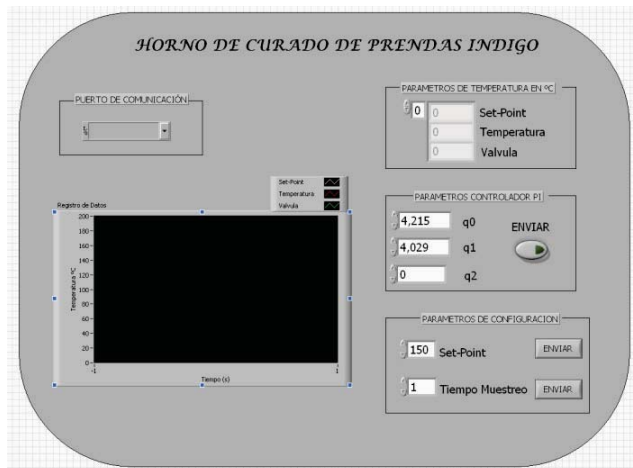 HORNO DE CURADO DE PRENDAS INDIGO
PUERTO DE COMUNICACIÓN
PARAMETROS DE TEMPERATURA EN ºC
0
0 Set-Point
0 Temperatura
0 Valvula
Set-Point
Temperatura
Valvula
Registro de Datos
200
180
160
140
120
100
80
60
40
20
0
Temperatura ºC
-1
1
Tiempo (s)
PARAMETROS CONTROLADOR PI
4,215 q0
ENVIAR
4,029 q1
0 q2
PARAMETROS DE CONFIGURACION
150 Set-Point ENVIAR
1 Tiempo Muestreo ENVIAR